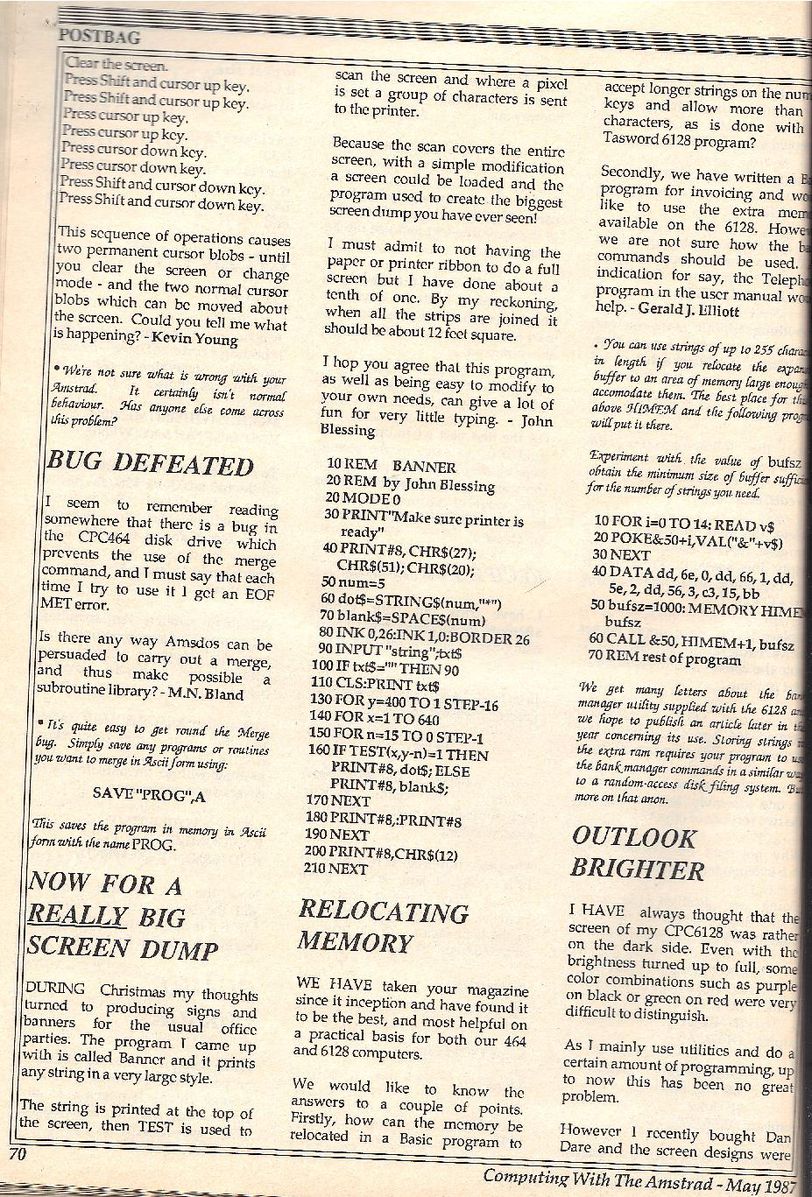 POSTBAG
Clear the screen.
Press Shift and cursor up key.
Press Shift and cursor up key.
Press cursor up key.
Press cursor up key.
Press cursor down key.
Press cursor down key.
Press Shift and cursor down key.
Press Shift and cursor down key.
This sequence of operations causes
two permanent cursor blobs - until
you clear the screen or change
mode - and the two normal cursor
blobs which can be moved about
the screen. Could you tell me what
is happening? - Kevin Young
• We're not sure what is wrong with your
Amstrad. It certainly isn't normal
behaviour. Has anyone else come across
this problem?
BUG DEFEATED
I seem to remember reading
somewhere that there is a bug in
the CPC464 disk drive which
prevents the use of the merge
command, and I must say that each
time I try to use it I get an EOF
MET error.
Is there any way Amsdos can be
persuaded to carry out a merge,
and thus make possible a
subroutine library? - M.N. Bland
• It's quite easy to get round the Merge
bug. Simply save any programs or routines
you want to merge in Ascii form using:
SAVE "PROG",A
This saves the program in memory in Ascii
form with the name PROG.
NOW FOR A
REALLY BIG
SCREEN DUMP
DURING Christmas my thoughts
turned to producing signs and
banners for the usual office
parties. The program I came up
with is called Banner and it prints
any string in a very large style.
The string is printed at the top of
the screen, then TEST is used to
scan the screen and where a pixel
is set a group of characters is sent
to the printer.
Because the scan covers the entire
screen, with a simple modification
a screen could be loaded and the
program used to create the biggest
screen dump you have ever seen!
I must admit to not having the
paper or printer ribbon to do a full
screen but I have done about a
tenth of one. By my reckoning,
when all the strips are joined it
should be about 12 feet square.
I hop you agree that this program,
as well as being easy to modify to
your own needs, can give a lot of
fun for very little typing. - John
Blessing
10 REM BANNER
20 REM by John Blessing
20 MODE 0
30 PRINT"Make sure printer is
ready"
40 PRINT#8, CHR$(27);
CHR$(51); CHR$(20);
50 num=5
60 dot$=STRING$(num,"*")
70 blank$=SPACE$(num)
80 INK 0,26:INK 1,0:BORDER 26
90 INPUT "string";txt$
100 IF txt$="" THEN 90
110 CLS:PRINT txt$
130 FOR y=400 TO 1 STEP-16
140 FOR x=1 TO 640
150 FOR n=15 TO 0 STEP-1
160 IF TEST(x,y-n)=1 THEN
PRINT#8, dot$; ELSE
PRINT#8, blank$;
170 NEXT
180 PRINT#8,:PRINT#8
190 NEXT
200 PRINT#8,CHR$(12)
210 NEXT
RELOCATING
MEMORY
WE HAVE taken your magazine
since it inception and have found it
to be the best, and most helpful on
a practical basis for both our 464
and 6128 computers.
We would like to know the
answers to a couple of points.
Firstly, how can the memory be
relocated in a Basic program to
accept longer strings on the num
keys and allow more than
characters, as is done with
Tasword 6128 program?
Secondly, we have written a B
program for invoicing and wo
like to use the extra mem
available on the 6128. Howe
we are not sure how the ba
commands should be used.
indication for say, the Teleph
program in the user manual wo
help. - Gerald J. Elliott
• You can use strings of up to 255 charac
in length if you relocate the expan
buffer to an area of memory large enoug
accomodate them. The best place for th
above HIMEM and the following prog
will put it there.
Experiment with the value of bufsz
obtain the minimum size of buffer suffic
for the number of strings you need.
10 FOR i=0 TO 14: READ v$
20 POKE&50+i,VAL("&"+v$)
30 NEXT
40 DATA dd, 6e, 0, dd, 66, 1, dd,
5e, 2, dd, 56, 3, c3, 15, bb
50 bufsz=1000: MEMORY HIME
bufsz
60 CALL &50, HIMEM+1, bufsz
70 REM rest of program
We get many letters about the ban
manager utility supplied with the 6128 an
we hope to publish an article later in th
year concerning its use. Storing strings i
the extra ram requires your program to us
the bank manager commands in a similar wa
to a random-access disk filing system. Bu
more on that anon.
OUTLOOK
BRIGHTER
I HAVE always thought that the
screen of my CPC6128 was rather
on the dark side. Even with the
brightness turned up to full, some
color combinations such as purple
on black or green on red were very
difficult to distinguish.
As I mainly use utilities and do a
certain amount of programming, up
to now this has been no great
problem.
However I recently bought Dan
Dare and the screen designs were
70
Computing With The Amstrad - May 1987